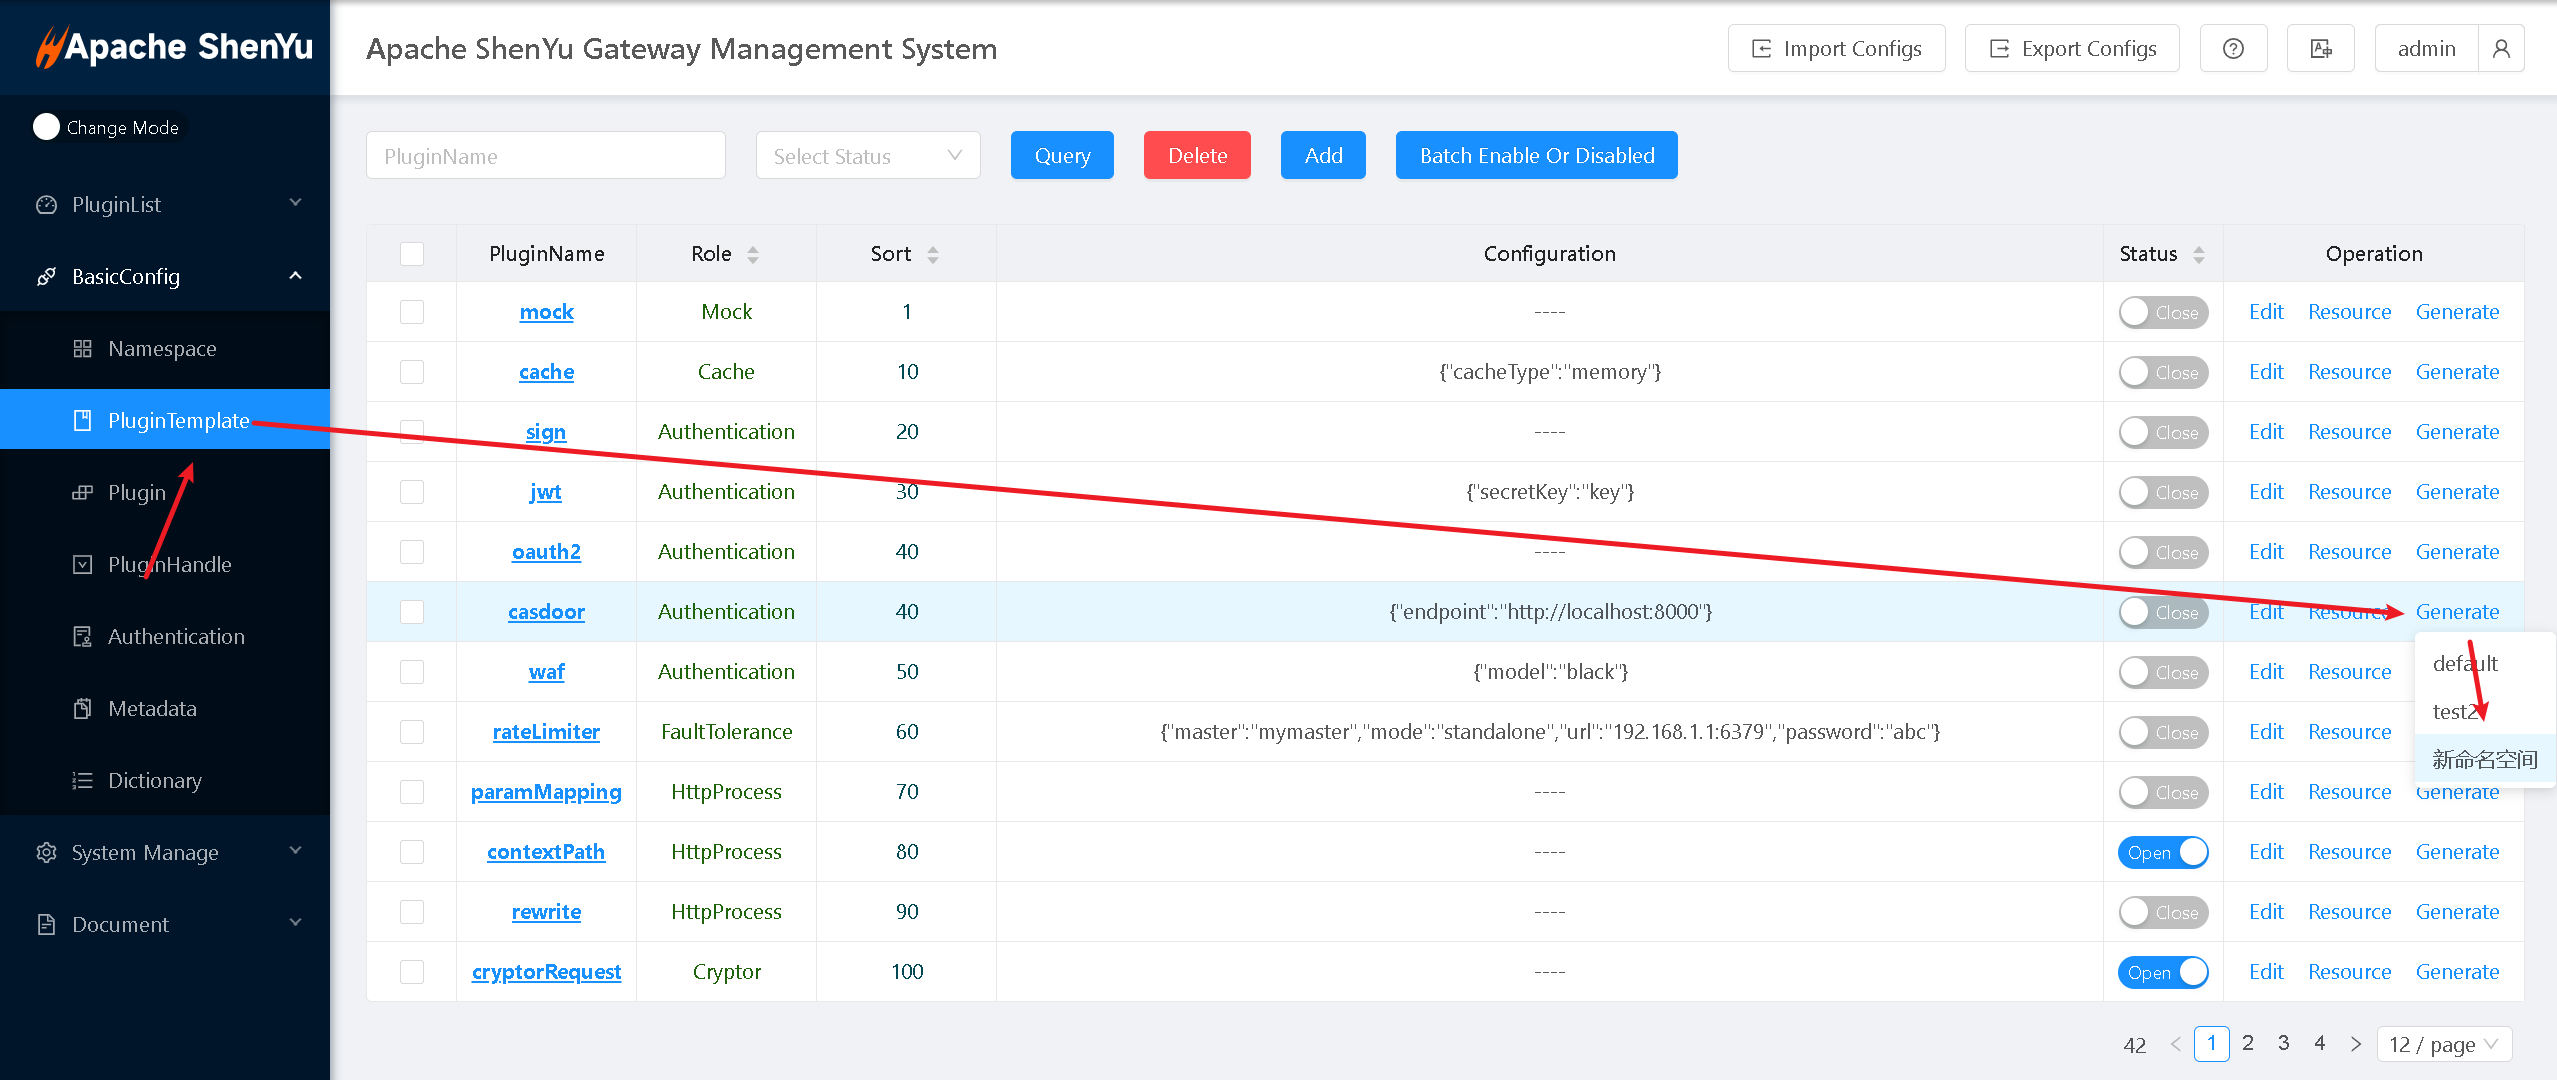 Apache ShenYu
Apache ShenYu Gateway Management System
Import Configs
Export Configs
admin
Change Mode
PluginList
BasicConfig
Namespace
PluginTemplate
Plugin
PluginHandle
Authentication
Metadata
Dictionary
System Manage
Document
PluginName
Select Status
Query
Delete
Add
Batch Enable Or Disabled
PluginName Role Sort Configuration Status Operation
mock Mock 1 ---- Close Edit Resource Generate
cache Cache 10 {"cacheType":"memory"} Close Edit Resource Generate
sign Authentication 20 ---- Close Edit Resource Generate
jwt Authentication 30 {"secretKey":"key"} Close Edit Resource Generate
oauth2 Authentication 40 ---- Close Edit Resource Generate
casdoor Authentication 40 {"endpoint":"http://localhost:8000"} Close Edit Resource Generate
waf Authentication 50 {"model":"black"} Close Edit Resource
rateLimiter FaultTolerance 60 {"master":"mymaster","mode":"standalone","url":"192.168.1.1:6379","password":"abc"} Close Edit Resource
paramMapping HttpProcess 70 ---- Close Edit Resource Generate
contextPath HttpProcess 80 ---- Open Edit Resource Generate
rewrite HttpProcess 90 ---- Close Edit Resource Generate
cryptorRequest Cryptor 100 ---- Open Edit Resource Generate
default
test2
新命名空间
42 < 1 2 3 4 > 12 / page